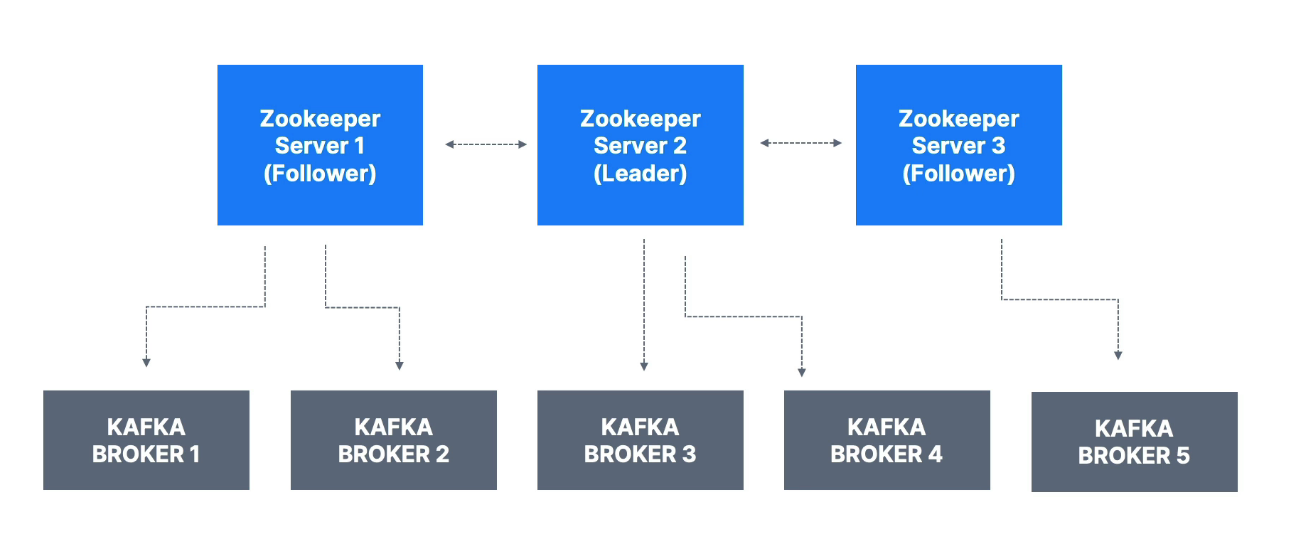 Zookeeper
Server 1
(Follower)
Zookeeper
Server 2
(Leader)
Zookeeper
Server 3
(Follower)
KAFKA
BROKER 1
KAFKA
BROKER 2
KAFKA
BROKER 3
KAFKA
BROKER 4
KAFKA
BROKER 5